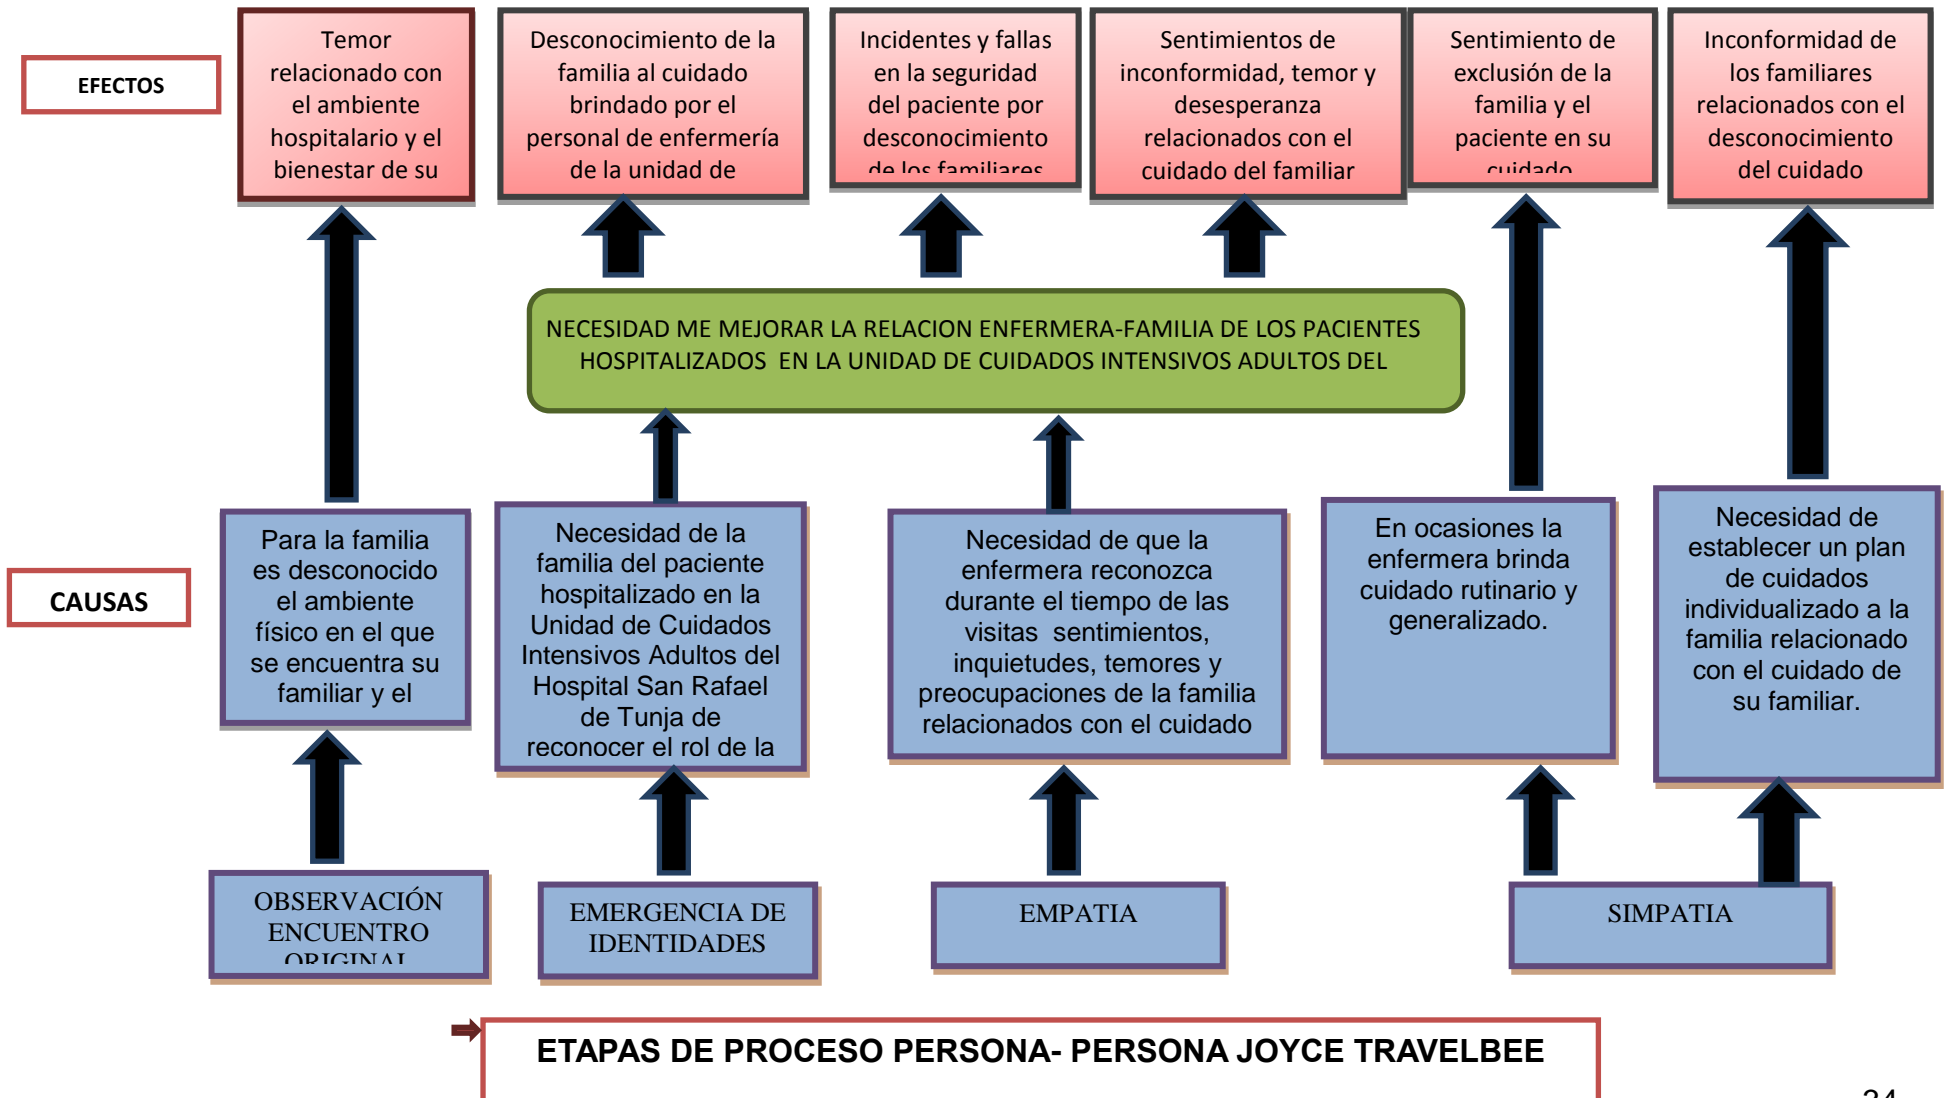 EFECTOS
Temor
relacionado con
el ambiente
hospitalario y el
bienestar de su
Desconocimiento de la
familia al cuidado
brindado por el
personal de enfermería
de la unidad de
Incidentes y fallas
en la seguridad
del paciente por
desconocimiento
de los familiares
Sentimientos de
inconformidad, temor y
desesperanza
relacionados con el
cuidado del familiar
Sentimiento de
exclusión de la
familia y el
paciente en su
cuidado
Inconformidad de
los familiares
relacionados con el
desconocimiento
del cuidado
NECESIDAD ME MEJORAR LA RELACION ENFERMERA-FAMILIA DE LOS PACIENTES
HOSPITALIZADOS EN LA UNIDAD DE CUIDADOS INTENSIVOS ADULTOS DEL
CAUSAS
Para la familia
es desconocido
el ambiente
físico en el que
se encuentra su
familiar y el
Necesidad de la
familia del paciente
hospitalizado en la
Unidad de Cuidados
Intensivos Adultos del
Hospital San Rafael
de Tunja de
reconocer el rol de la
Necesidad de que la
enfermera reconozca
durante el tiempo de las
visitas sentimientos,
inquietudes, temores y
preocupaciones de la familia
relacionados con el cuidado
En ocasiones la
enfermera brinda
cuidado rutinario y
generalizado.
Necesidad de
establecer un plan
de cuidados
individualizado a la
familia relacionado
con el cuidado de
su familiar.
OBSERVACIÓN
ENCUENTRO
ORIGINAL
EMERGENCIA DE
IDENTIDADES
EMPATIA
SIMPATIA
ETAPAS DE PROCESO PERSONA- PERSONA JOYCE TRAVELBEE